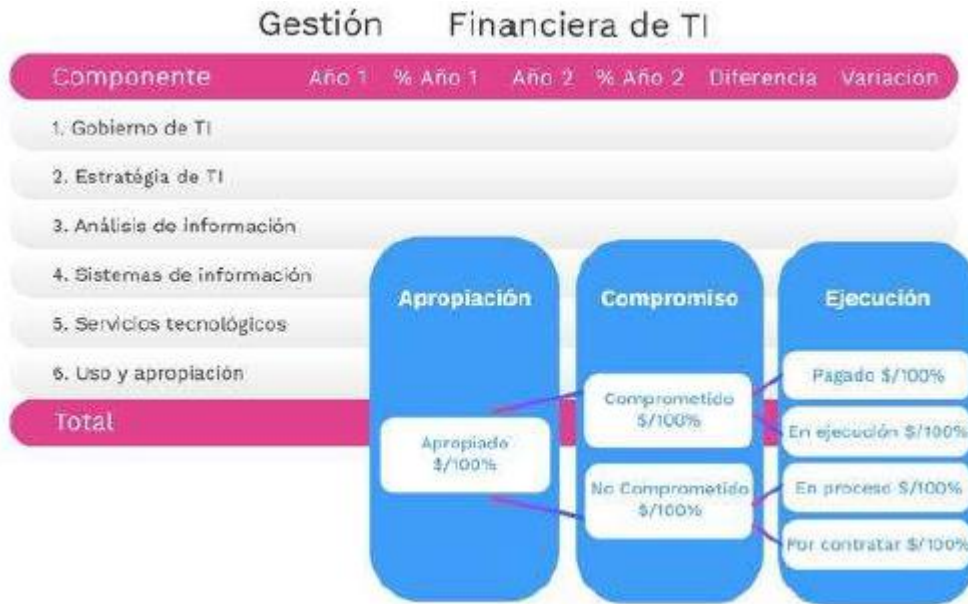 Gestión Financiera de TI
Componente Año 1 % Año 1 Año 2 % Año 2 Diferencia Variacion
1. Gobierno de TI
2. Estratégia de TI
3. Análisis de información
4. Sistemas de información
5. Servicios tecnológicos
6. Uso y apropiación
Total
Apropiación
Apropiado
$/100%
Compromiso
Comprometido
$/100%
No Comprometido
$/100%
Ejecución
Pagado $/100%
En ejecución $/100%
En proceso $/100%
Por contratar $/100%